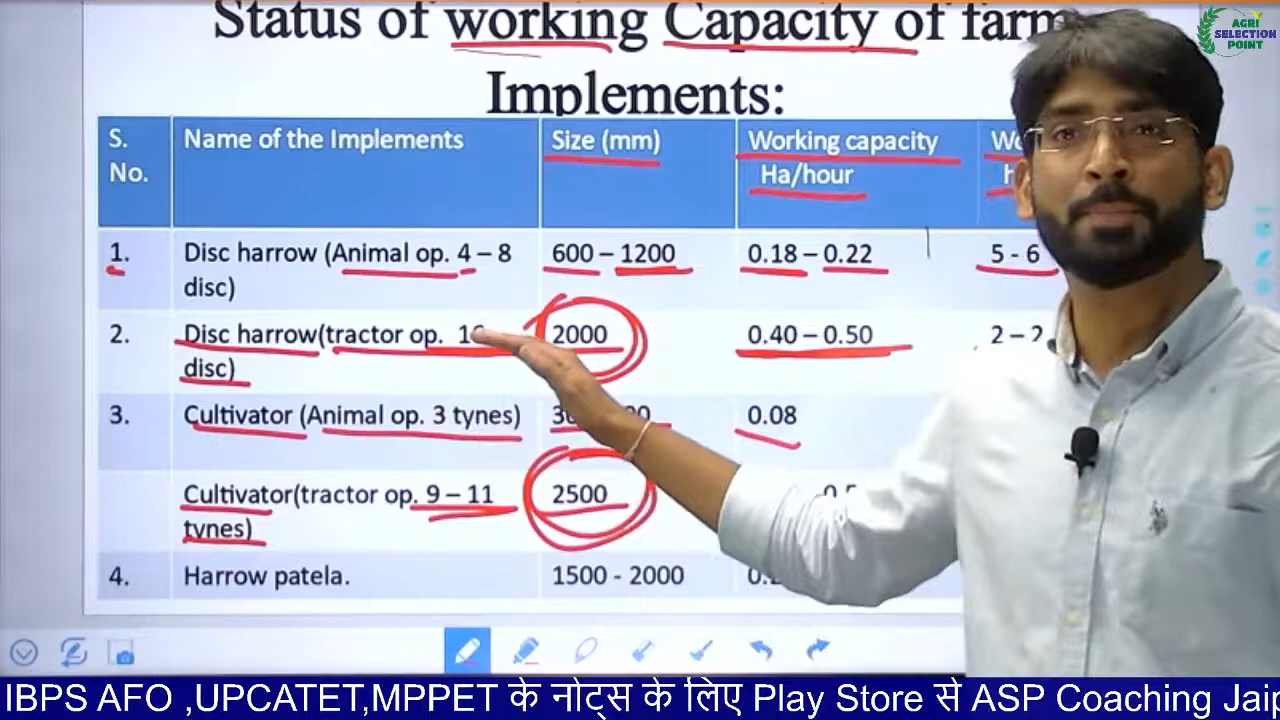 Status of working Capacity of farm
AGRI
SELECTION
POINT
Implements:
S. No.
Name of the Implements
Size (mm)
Working capacity
Ha/hour
1.
Disc harrow (Animal op. 4 – 8
disc)
600 – 1200
0.18 – 0.22
5 - 6
2.
Disc harrow(tractor op.
disc)
2000
0.40 – 0.50
3.
Cultivator (Animal op. 3 tynes)
0.08
Cultivator(tractor op. 9 – 11
tynes)
2500
4.
Harrow patela.
1500 - 2000
IBPS AFO ,UPCATET,MPPET के नोट्स के लिए Play Store से ASP Coaching